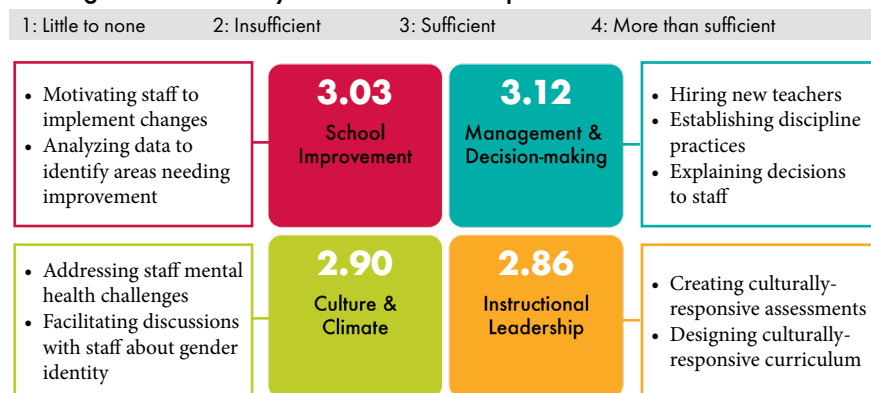 1: Little to none 2: Insufficient 3: Sufficient 4: More than sufficient
• Motivating staff to
implement changes
• Analyzing data to
identify areas needing
improvement
3.03
School
Improvement
3.12
Management &
Decision-making
• Hiring new teachers
• Establishing discipline
practices
• Explaining decisions
to staff
• Addressing staff mental
health challenges
• Facilitating discussions
with staff about gender
identity
2.90
Culture &
Climate
2.86
Instructional
Leadership
• Creating culturally-
responsive assessments
• Designing culturally-
responsive curriculum